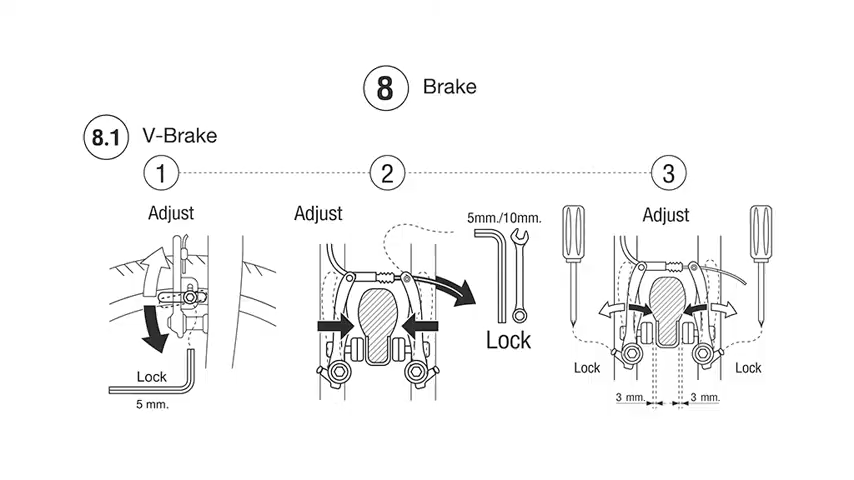 8 Brake
8.1 V-Brake
1 2 3
Adjust
Lock
5 mm.
Adjust
5mm./10mm.
Lock
Adjust
Lock
Lock
3 mm. 3 mm.